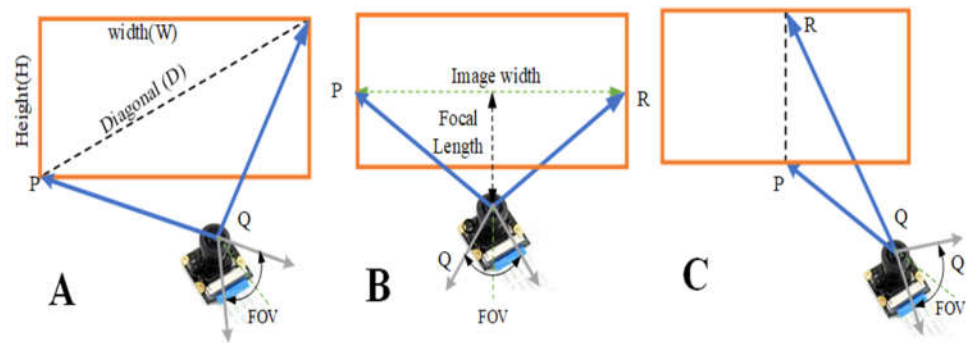 width(W)
Height(H)
Diagonal (D)
P
Q
FOV
A
P
Image width
R
Focal
Length
Q
FOV
B
R
P
Q
Q
FOV
C